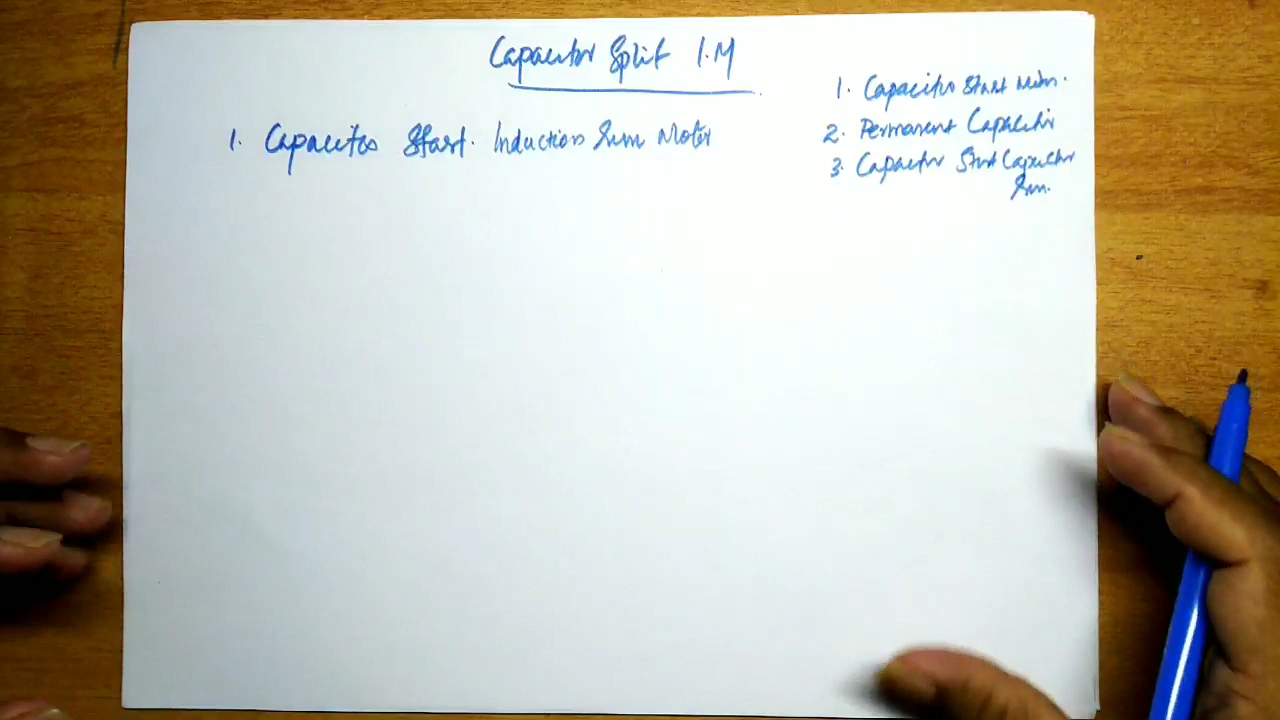 Capacitor Split I.M
1. Capacitor Start Motor.
2. Permanent Capacitor
3. Capacitor Start Capacitor
Run.
1. Capacitor Start. Induction Run Motor